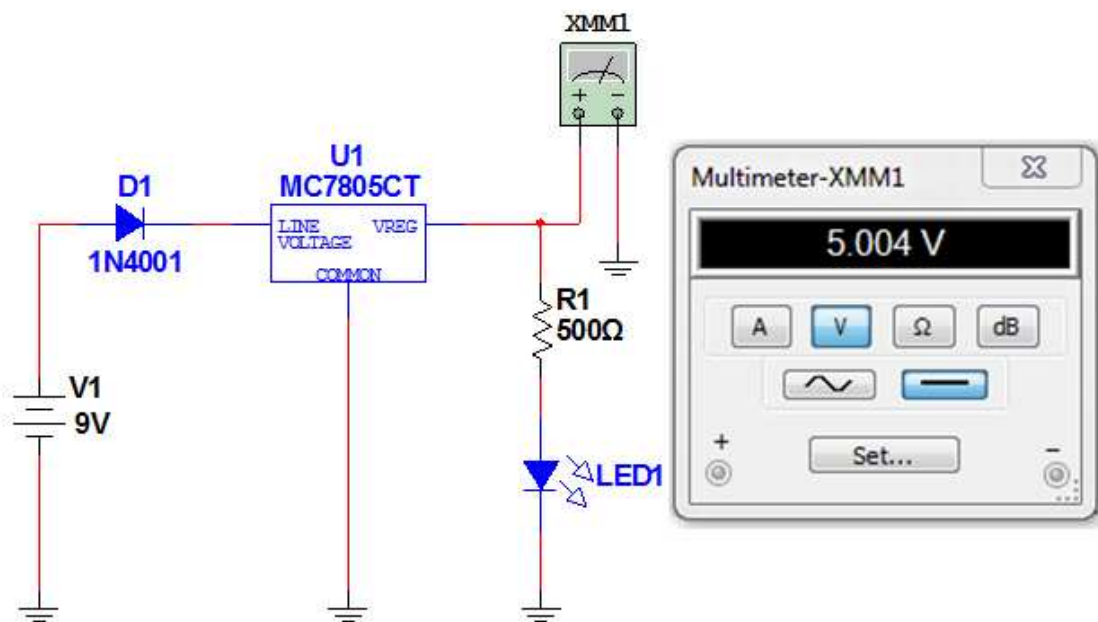 XMM1
+ −
U1
MC7805CT
LINE
VOLTAGE
VREG
COMMON
D1
1N4001
V1
9V
R1
500Ω
LED1
Multimeter-XMM1
5.004 V
A V Ω dB
+ Set... −